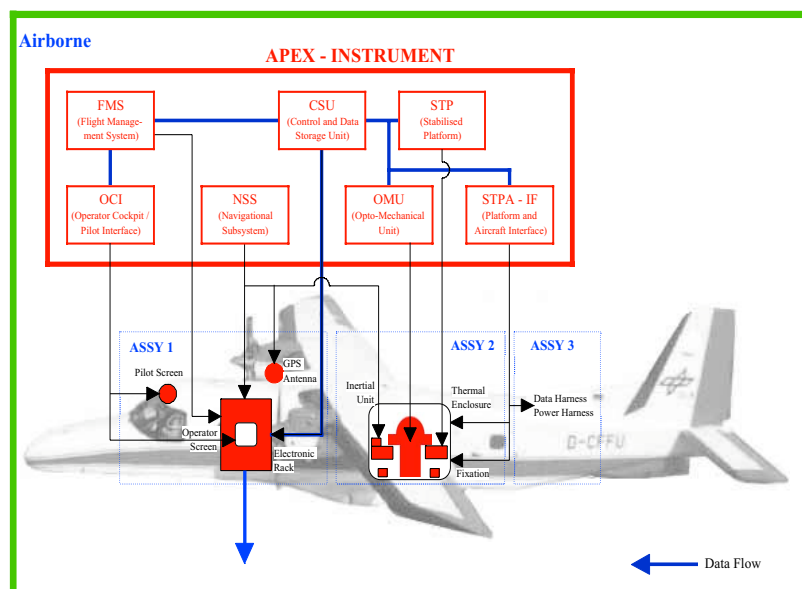 Airborne
APEX - INSTRUMENT
FMS
(Flight Manage-
ment System)
CSU
(Control and Data
Storage Unit)
STP
(Stabilised
Platform)
OCI
(Operator Cockpit /
Pilot Interface)
NSS
(Navigational
Subsystem)
OMU
(Opto-Mechanical
Unit)
STPA - IF
(Platform and
Aircraft Interface)
ASSY 1
ASSY 2
ASSY 3
Pilot Screen
GPS
Antenna
Inertial
Unit
Thermal
Enclosure
Data Harness
Power Harness
Operator
Screen
Electronic
Rack
Fixation
D-CFFU
Data Flow